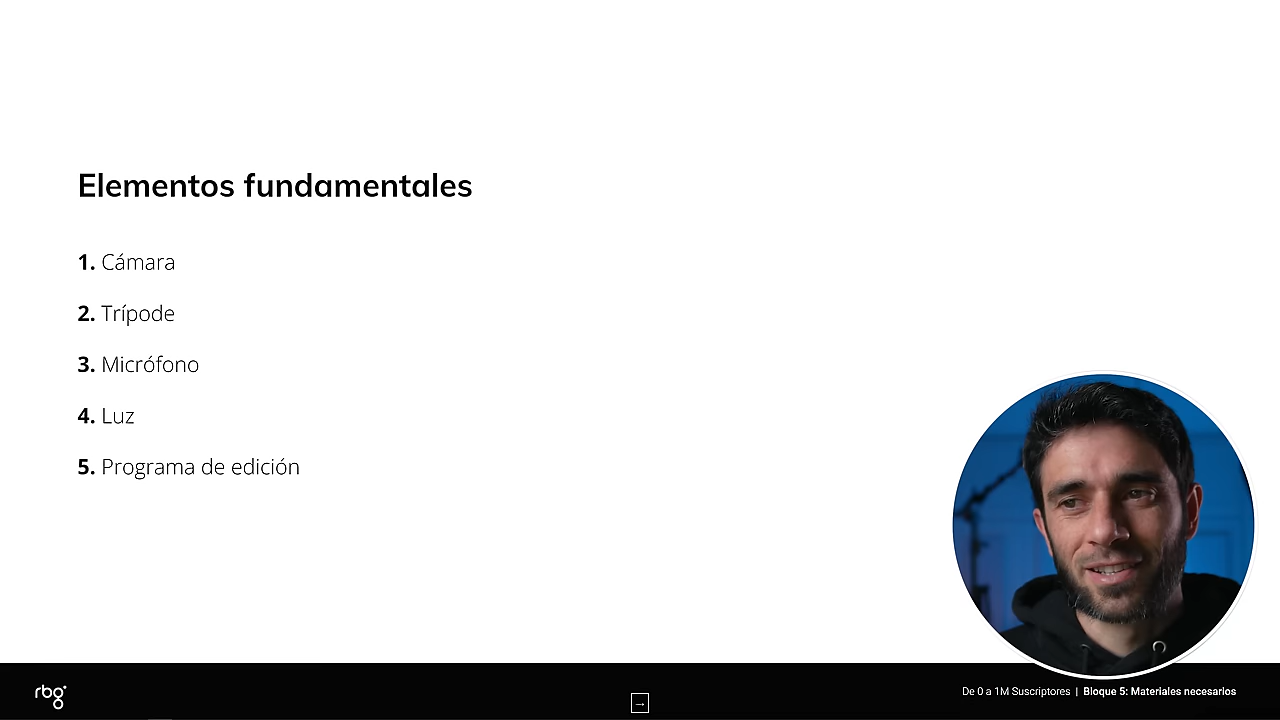 Elementos fundamentales
1. Cámara
2. Trípode
3. Micrófono
4. Luz
5. Programa de edición
rbg
→
De 0 a 1M Suscriptores | Bloque 5: Materiales necesarios